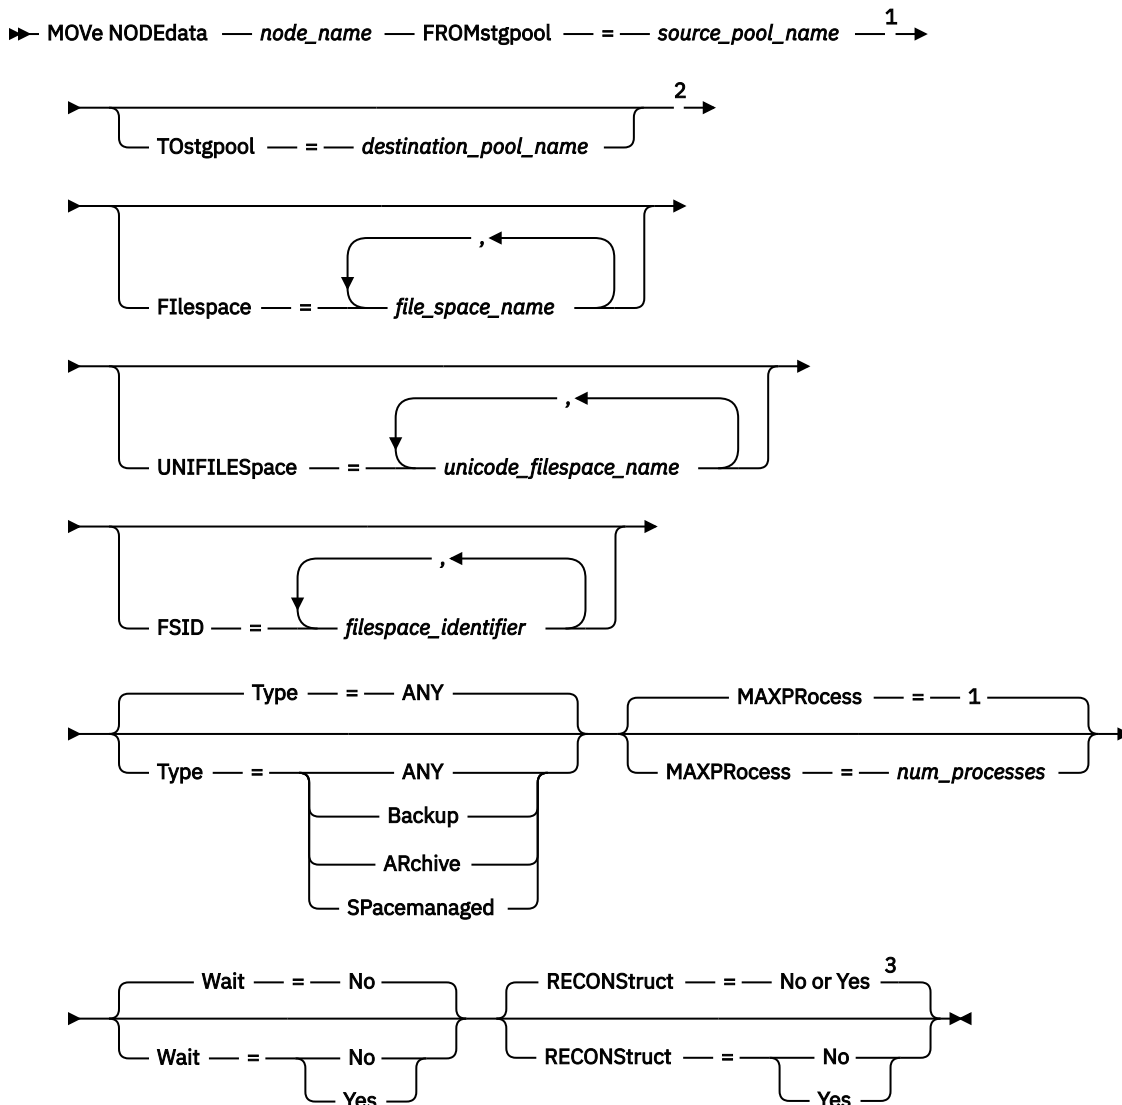 MOVe NODEdata node_name FROMstgpool = source_pool_name 1
2
TOstgpool = destination_pool_name
,
FIlespace = file_space_name
,
UNIFILESpace = unicode_filespace_name
,
FSID = filespace_identifier
Type = ANY MAXPRocess = 1
Type = ANY MAXPRocess = num_processes
Backup
ARchive
SPacemanaged
Wait = No RECONStruct = No or Yes 3
Wait = No RECONStruct = No
Yes Yes